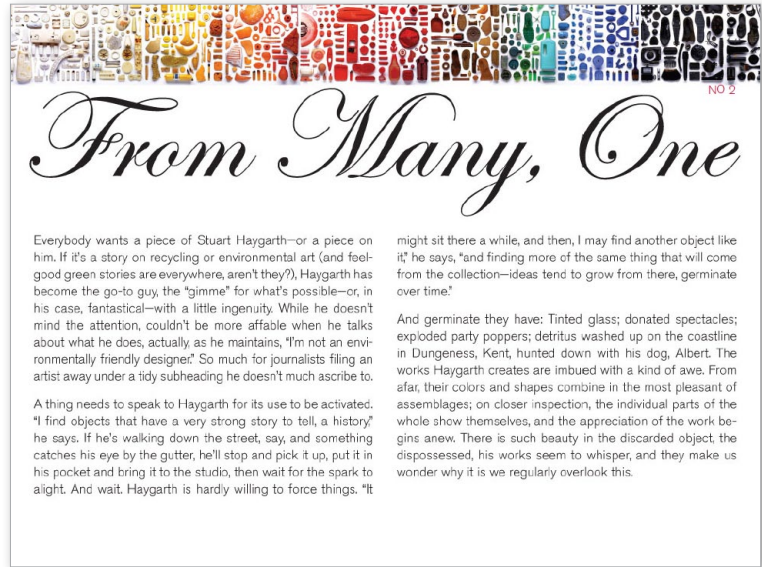 NO 2
From Many, One
Everybody wants a piece of Stuart Haygarth—or a piece on
him. If it's a story on recycling or environmental art (and feel-
good green stories are everywhere, aren't they?), Haygarth has
become the go-to guy, the "gimme" for what's possible—or, in
his case, fantastical—with a little ingenuity. While he doesn't
mind the attention, couldn't be more affable when he talks
about what he does, actually, as he maintains, "I'm not an envi-
ronmentally friendly designer." So much for journalists filing an
artist away under a tidy subheading he doesn't much ascribe to.
A thing needs to speak to Haygarth for its use to be activated.
"I find objects that have a very strong story to tell, a history,"
he says. If he's walking down the street, say, and something
catches his eye by the gutter, he'll stop and pick it up, put it in
his pocket and bring it to the studio, then wait for the spark to
alight. And wait. Haygarth is hardly willing to force things. "It
might sit there a while, and then, I may find another object like
it," he says, "and finding more of the same thing that will come
from the collection—ideas tend to grow from there, germinate
over time."
And germinate they have: Tinted glass; donated spectacles;
exploded party poppers; detritus washed up on the coastline
in Dungeness, Kent, hunted down with his dog, Albert. The
works Haygarth creates are imbued with a kind of awe. From
afar, their colors and shapes combine in the most pleasant of
assemblages; on closer inspection, the individual parts of the
whole show themselves, and the appreciation of the work be-
gins anew. There is such beauty in the discarded object, the
dispossessed, his works seem to whisper, and they make us
wonder why it is we regularly overlook this.